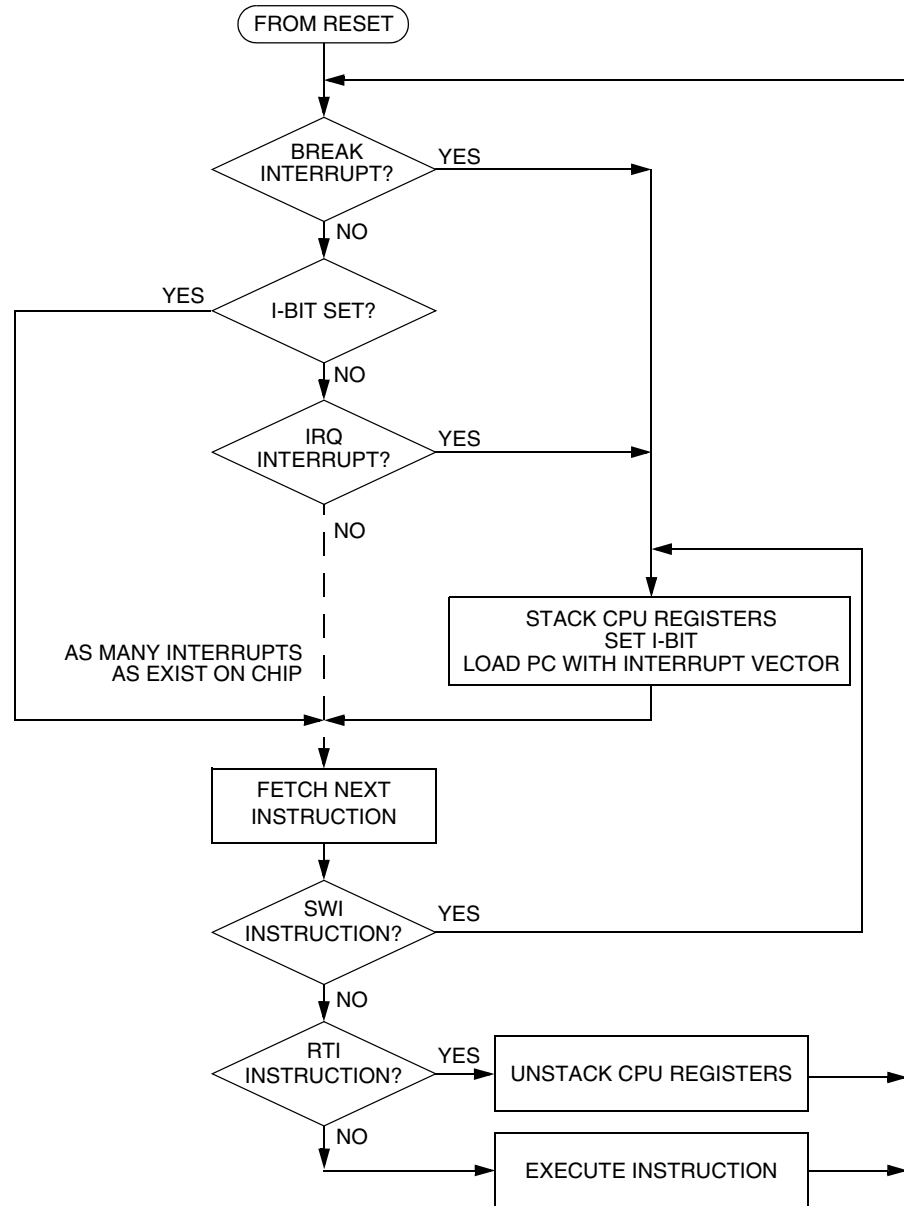 FROM RESET
BREAK
INTERRUPT?
YES
NO
YES
I-BIT SET?
NO
IRQ
INTERRUPT?
YES
NO
STACK CPU REGISTERS
SET I-BIT
LOAD PC WITH INTERRUPT VECTOR
AS MANY INTERRUPTS
AS EXIST ON CHIP
FETCH NEXT
INSTRUCTION
SWI
INSTRUCTION?
YES
NO
RTI
INSTRUCTION?
YES
UNSTACK CPU REGISTERS
NO
EXECUTE INSTRUCTION